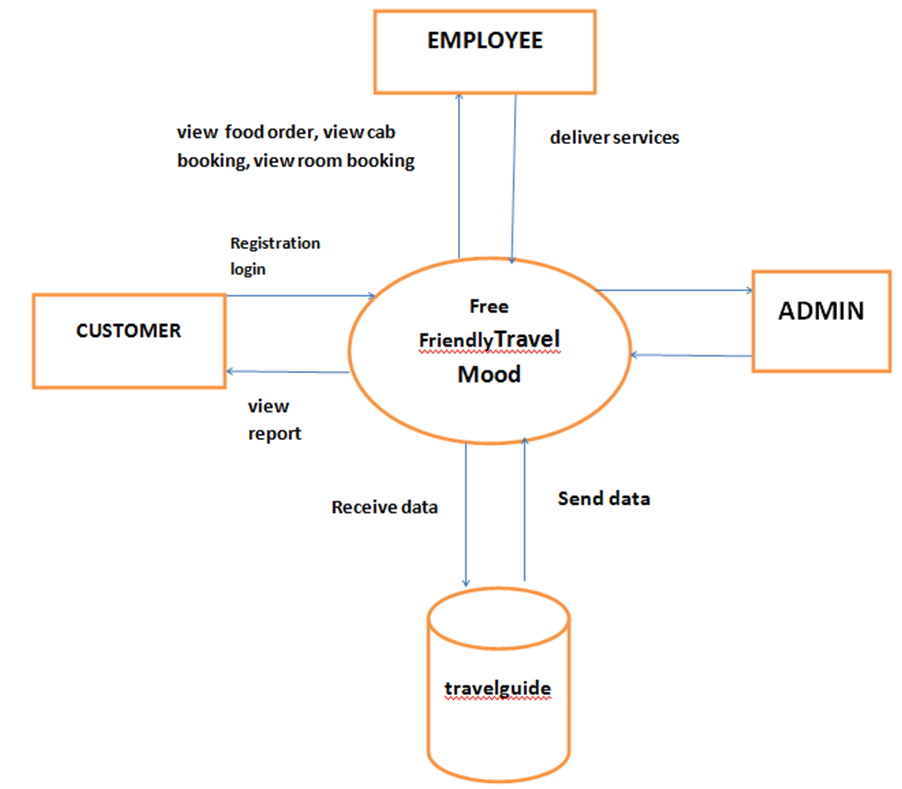 EMPLOYEE
view food order, view cab
booking, view room booking
deliver services
Registration
login
CUSTOMER
Free
FriendlyTravel
Mood
ADMIN
view
report
Receive data
Send data
travelguide